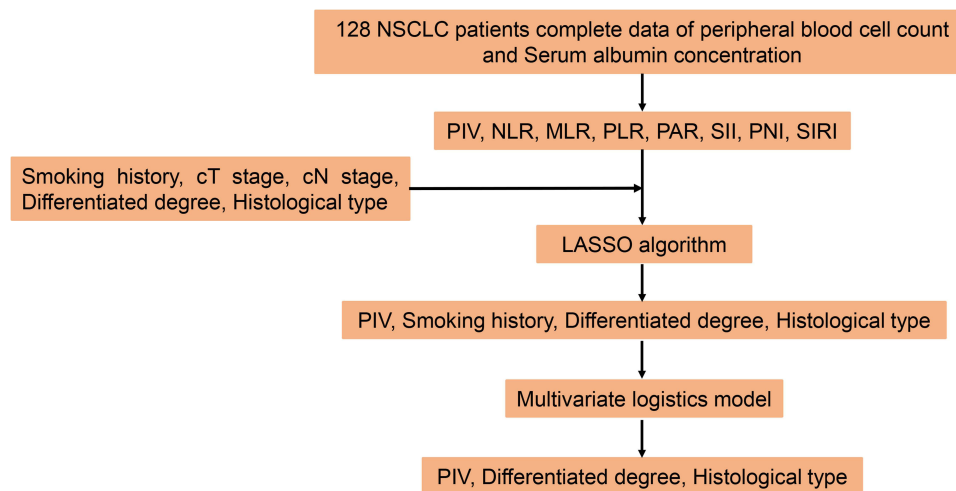 128 NSCLC patients complete data of peripheral blood cell count
and Serum albumin concentration
PIV, NLR, MLR, PLR, PAR, SII, PNI, SIRI
Smoking history, cT stage, cN stage,
Differentiated degree, Histological type
LASSO algorithm
PIV, Smoking history, Differentiated degree, Histological type
Multivariate logistics model
PIV, Differentiated degree, Histological type